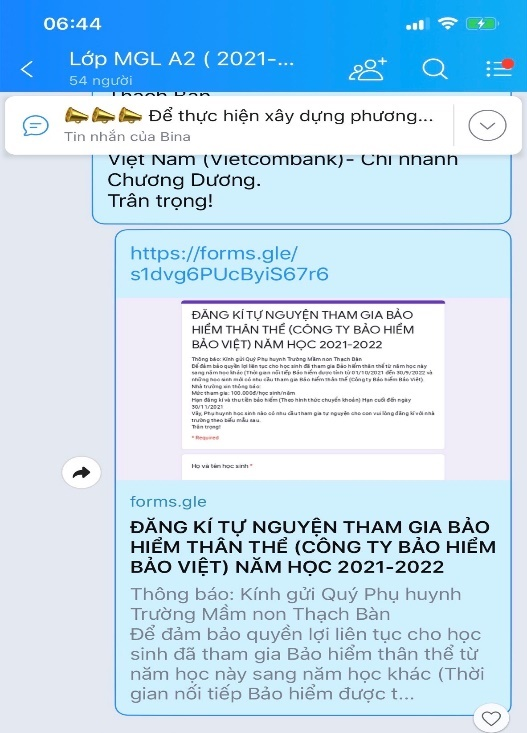 06:44
Lớp MGL A2 ( 2021-...
54 người
Thạch Bàn
Để thực hiện xây dựng phương...
Tin nhắn của Bina
Việt Nam (Vietcombank)- Chi nhánh
Chương Dương.
Trân trọng!
https://forms.gle/
s1dvg6PUcByiS67r6
ĐĂNG KÍ TỰ NGUYỆN THAM GIA BẢO
HIỂM THÂN THỂ (CÔNG TY BẢO HIỂM
BẢO VIỆT) NĂM HỌC 2021-2022
Thông báo: Kính gửi Quý Phụ huynh Trường Mầm non Thạch Bàn
Để đảm bảo quyền lợi liên tục cho học sinh đã tham gia Bảo hiểm thân thể từ năm học này
sang năm học khác (Thời gian nối tiếp Bảo hiểm được tính từ 01/10/2021 đến 30/9/2022 và
những học sinh mới có nhu cầu tham gia Bảo hiểm thân thể (Công ty Bảo hiểm Bảo Việt).
Nhà trường xin thông báo:
Mức tham gia: 100.000đ/học sinh/năm
Hạn đăng kí và thu tiền bảo hiểm (Theo hình thức chuyển khoản) Hạn cuối đến ngày
30/11/2021
Vậy, Phụ huynh học sinh nào có nhu cầu tham gia tự nguyện cho con vui lòng đăng kí với nhà
trường theo biểu mẫu sau.
Trân trọng!
* Required
Họ và tên học sinh *
forms.gle
ĐĂNG KÍ TỰ NGUYỆN THAM GIA BẢO
HIỂM THÂN THỂ (CÔNG TY BẢO HIỂM
BẢO VIỆT) NĂM HỌC 2021-2022
Thông báo: Kính gửi Quý Phụ huynh
Trường Mầm non Thạch Bàn
Để đảm bảo quyền lợi liên tục cho học
sinh đã tham gia Bảo hiểm thân thể từ
năm học này sang năm học khác (Thời
gian nối tiếp Bảo hiểm được t...